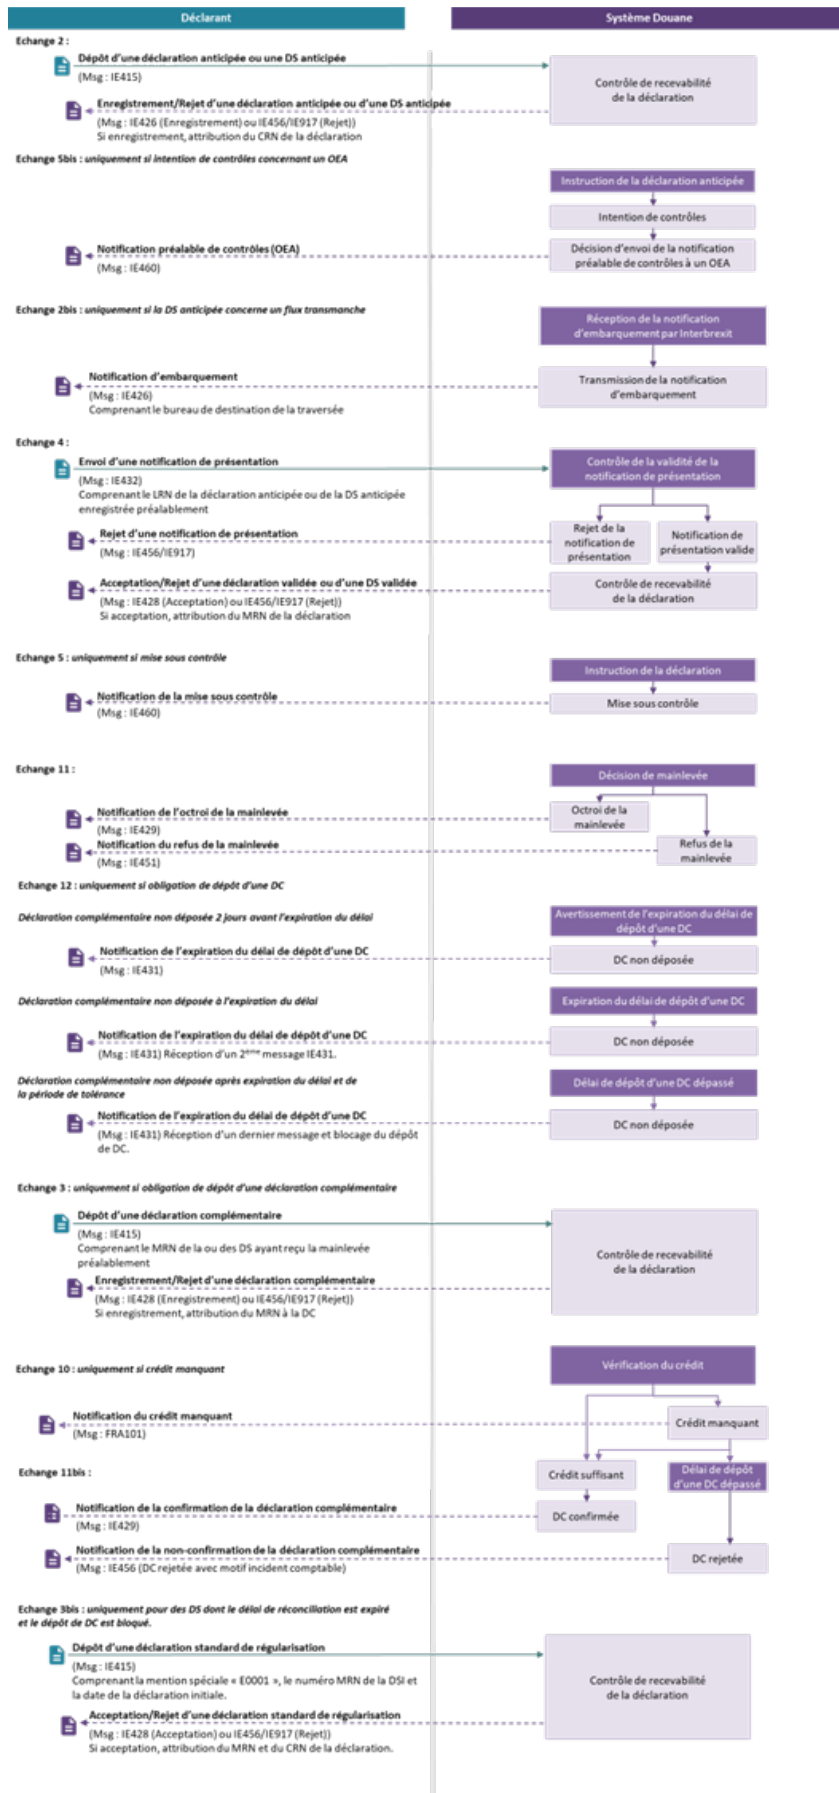 Déclarant
Système Douane
Echange 2 :
Dépôt d'une déclaration anticipée ou une DS anticipée
(Msg : IE415)
Contrôle de recevabilité
de la déclaration
Enregistrement/Rejet d'une déclaration anticipée ou d'une DS anticipée
(Msg : IE426 (Enregistrement) ou IE456/IE917 (Rejet))
Si enregistrement, attribution du CRN de la déclaration
Echange 5bis : uniquement si intention de contrôles concernant un OEA
Instruction de la déclaration anticipée
Intention de contrôles
Notification préalable de contrôles (OEA)
(Msg : IE460)
Décision d'envoi de la notification
préalable de contrôles à un OEA
Echange 2bis : uniquement si la DS anticipée concerne un flux transmanche
Réception de la notification
d'embarquement par Interbrexit
Notification d'embarquement
(Msg : IE426)
Comprenant le bureau de destination de la traversée
Transmission de la notification
d'embarquement
Echange 4 :
Envoi d'une notification de présentation
(Msg : IE432)
Comprenant le LRN de la déclaration anticipée ou de la DS anticipée
enregistrée préalablement
Contrôle de la validité de la
notification de présentation
Rejet d'une notification de présentation
(Msg : IE456/IE917)
Rejet de la
notification de
présentation
Notification de
présentation valide
Acceptation/Rejet d'une déclaration validée ou d'une DS validée
(Msg : IE428 (Acceptation) ou IE456/IE917 (Rejet))
Si acceptation, attribution du MRN de la déclaration
Contrôle de recevabilité
de la déclaration
Echange 5 : uniquement si mise sous contrôle
Instruction de la déclaration
Notification de la mise sous contrôle
(Msg : IE460)
Mise sous contrôle
Echange 11 :
Décision de mainlevée
Notification de l'octroi de la mainlevée
(Msg : IE429)
Octroi de la
mainlevée
Notification du refus de la mainlevée
(Msg : IE451)
Refus de la
mainlevée
Echange 12 : uniquement si obligation de dépôt d'une DC
Déclaration complémentaire non déposée 2 jours avant l'expiration du délai
Avertissement de l'expiration du délai de
dépôt d'une DC
Notification de l'expiration du délai de dépôt d'une DC
(Msg : IE431)
DC non déposée
Déclaration complémentaire non déposée à l'expiration du délai
Expiration du délai de dépôt d'une DC
Notification de l'expiration du délai de dépôt d'une DC
(Msg : IE431) Réception d'un 2ème message IE431.
DC non déposée
Déclaration complémentaire non déposée après expiration du délai et de
la période de tolérance
Délai de dépôt d'une DC dépassé
Notification de l'expiration du délai de dépôt d'une DC
(Msg : IE431) Réception d'un dernier message et blocage du dépôt
de DC.
DC non déposée
Echange 3 : uniquement si obligation de dépôt d'une déclaration complémentaire
Dépôt d'une déclaration complémentaire
(Msg : IE415)
Comprenant le MRN de la ou des DS ayant reçu la mainlevée
préalablement
Contrôle de recevabilité
de la déclaration
Enregistrement/Rejet d'une déclaration complémentaire
(Msg : IE428 (Enregistrement) ou IE456/IE917 (Rejet))
Si enregistrement, attribution du MRN à la DC
Echange 10 : uniquement si crédit manquant
Vérification du crédit
Notification du crédit manquant
(Msg : FRA101)
Crédit manquant
Echange 11bis :
Crédit suffisant
Délai de dépôt
d'une DC dépassé
Notification de la confirmation de la déclaration complémentaire
(Msg : IE429)
DC confirmée
Notification de la non-confirmation de la déclaration complémentaire
(Msg : IE456 (DC rejetée avec motif incident comptable)
DC rejetée
Echange 3bis : uniquement pour des DS dont le délai de réconciliation est expiré
et le dépôt de DC est bloqué.
Dépôt d'une déclaration standard de régularisation
(Msg : IE415)
Comprenant la mention spéciale « E0001 », le numéro MRN de la DSI et
la date de la déclaration initiale.
Contrôle de recevabilité
de la déclaration
Acceptation/Rejet d'une déclaration standard de régularisation
(Msg : IE428 (Acceptation) ou IE456/IE917 (Rejet))
Si acceptation, attribution du MRN et du CRN de la déclaration.